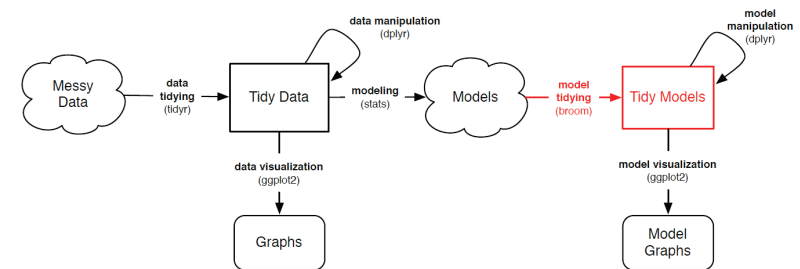 Messy
Data
data
tidying
(tidyr)
Tidy Data
data manipulation
(dplyr)
modeling
(stats)
data visualization
(ggplot2)
Graphs
Models
model
tidying
(broom)
Tidy Models
model
manipulation
(dplyr)
model visualization
(ggplot2)
Model
Graphs